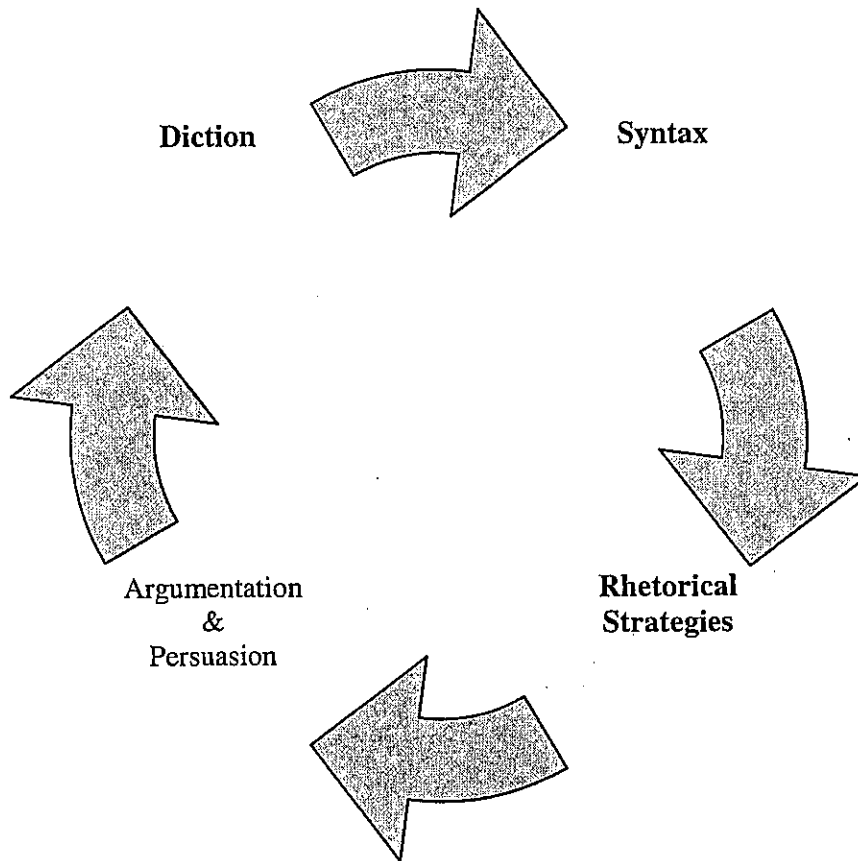 Diction
Syntax
Rhetorical
Strategies
Argumentation
&
Persuasion